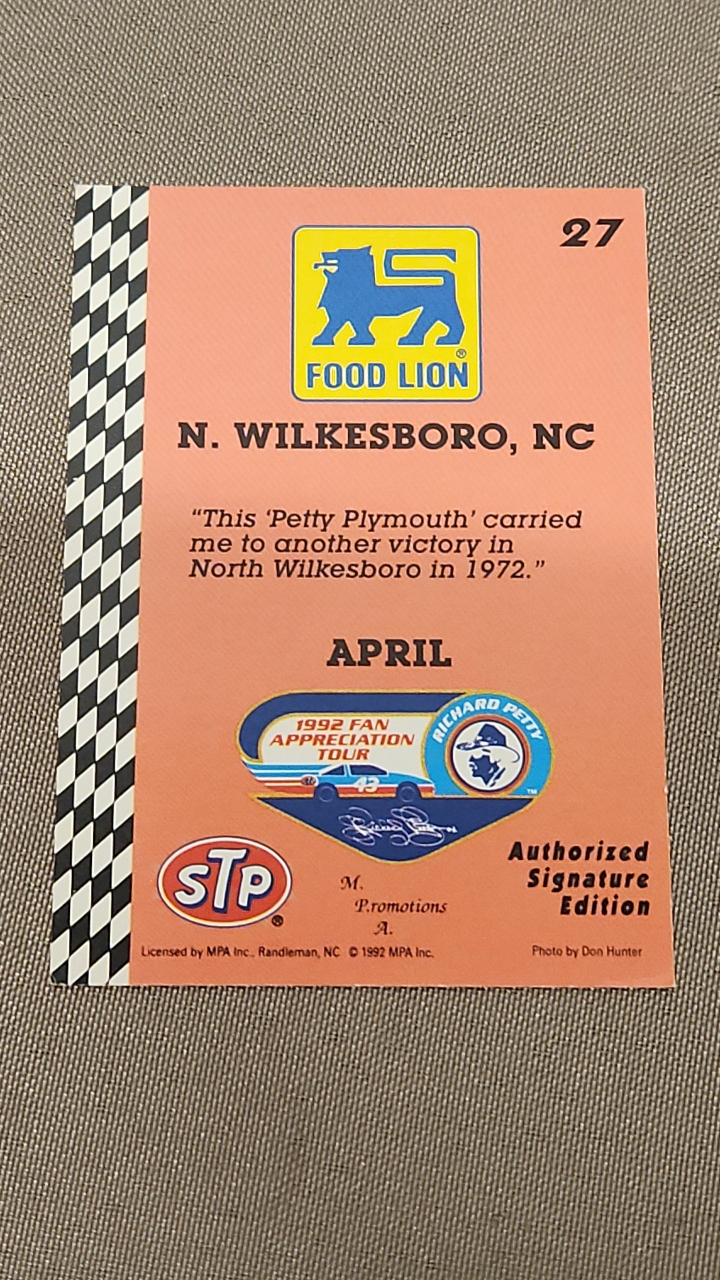 27
FOOD LION®
N. WILKESBORO, NC
“This ‘Petty Plymouth’ carried
me to another victory in
North Wilkesboro in 1972.”
APRIL
1992 FAN
APPRECIATION
TOUR
RICHARD PETTY
STP
43
TM
STP®
M.
P.romotions
A.
Authorized
Signature
Edition
Licensed by MPA Inc., Randleman, NC © 1992 MPA Inc.
Photo by Don Hunter